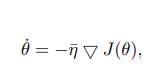 θ̇ = −η̄ ▽ J(θ),